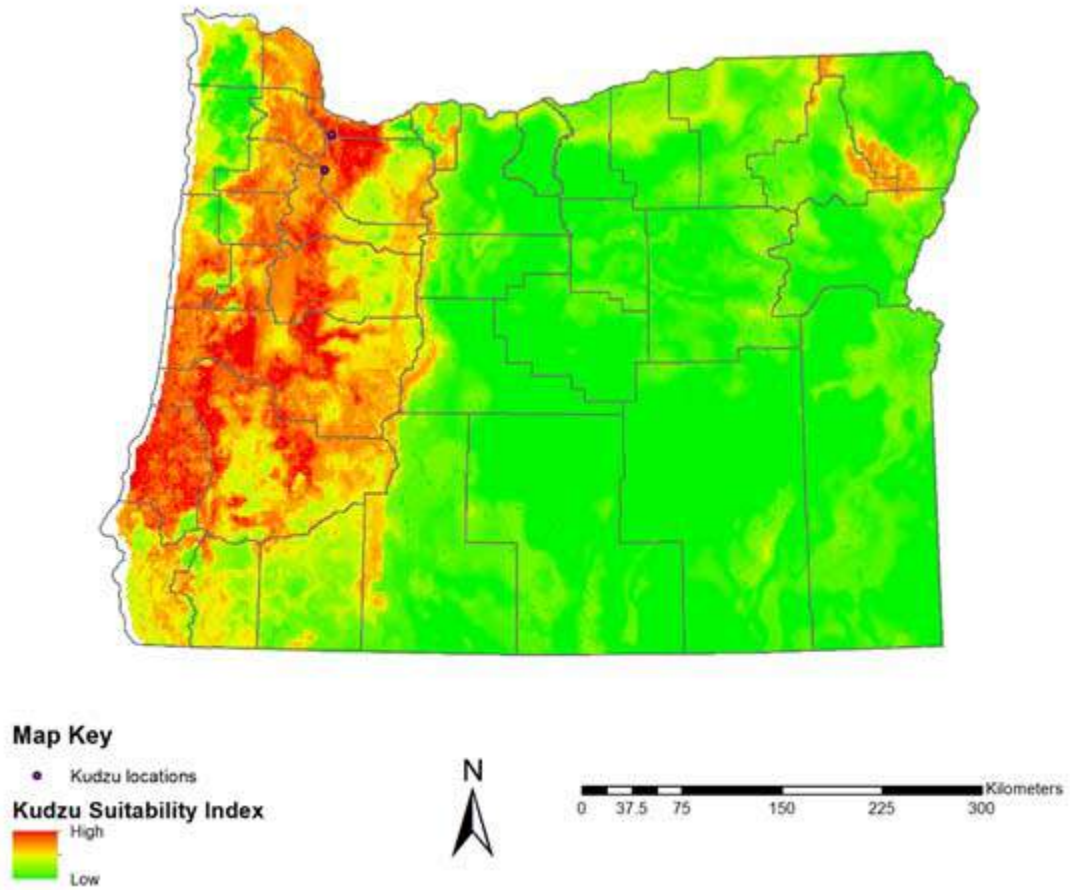 Map Key
Kudzu locations
Kudzu Suitability Index
High
Low
N
Kilometers
0 37.5 75 150 225 300